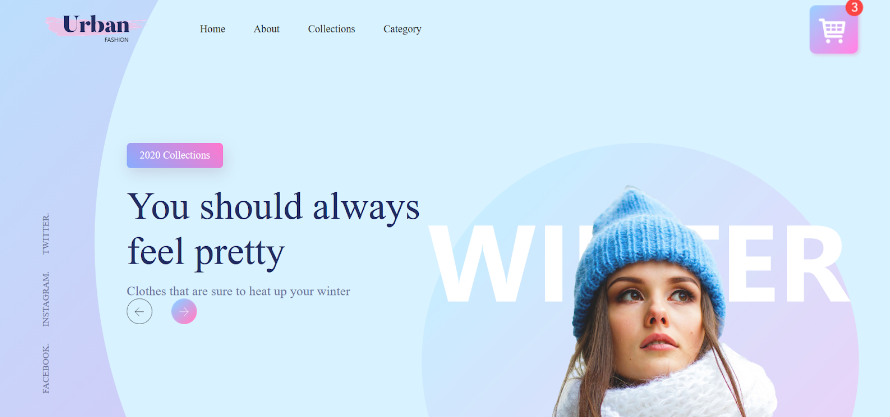 Urban
FASHION
Home
About
Collections
Category
3
2020 Collections
You should always
feel pretty
Clothes that are sure to heat up your winter
TWITTER.
INSTAGRAM.
FACEBOOK.